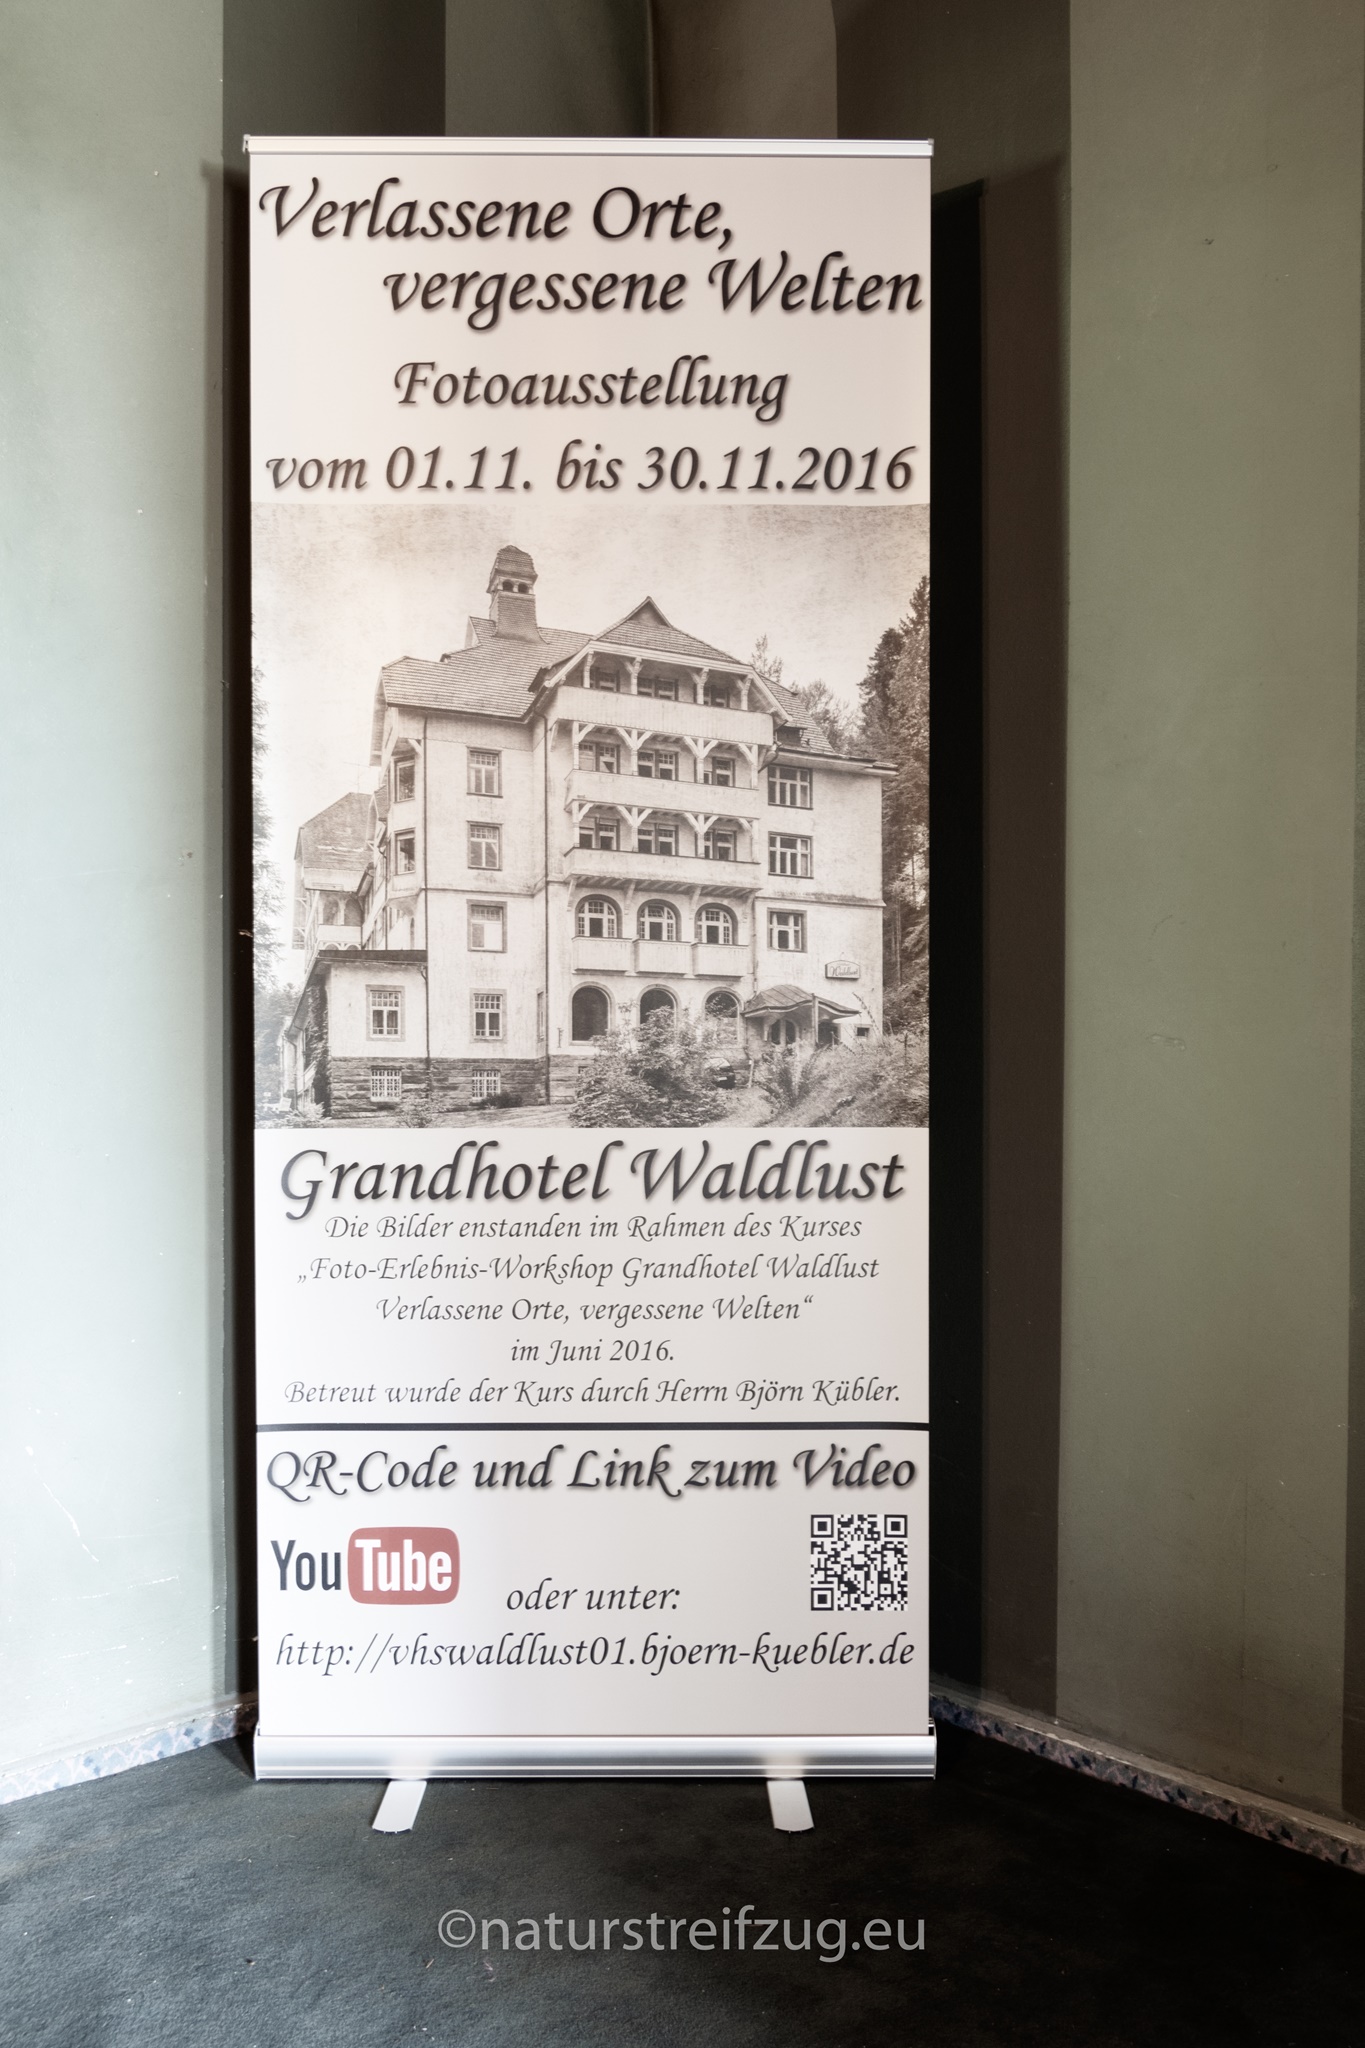 Verlassene Orte,
vergessene Welten
Fotoausstellung
vom 01.11. bis 30.11.2016
Waldlust
Grandhotel Waldlust
Die Bilder enstanden im Rahmen des Kurses
„Foto-Erlebnis-Workshop Grandhotel Waldlust
Verlassene Orte, vergessene Welten“
im Juni 2016.
Betreut wurde der Kurs durch Herrn Björn Kübler.
QR-Code und Link zum Video
YouTube
oder unter:
http://vhswaldlust01.bjoern-kuebler.de
©naturstreifzug.eu